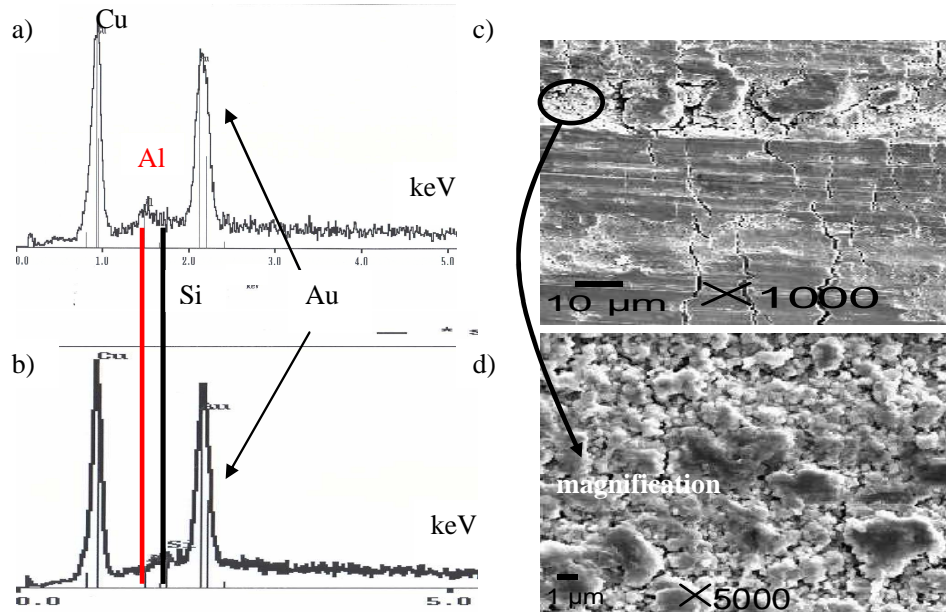 a)
Cu
Al
keV
0.0 1.0 2.0 3.0 4.0 5.0
Si
Au
b)
Cu
Au
Si
keV
0.0 5.0
c)
10 µm ×1000
d)
magnification
1 µm ×5000